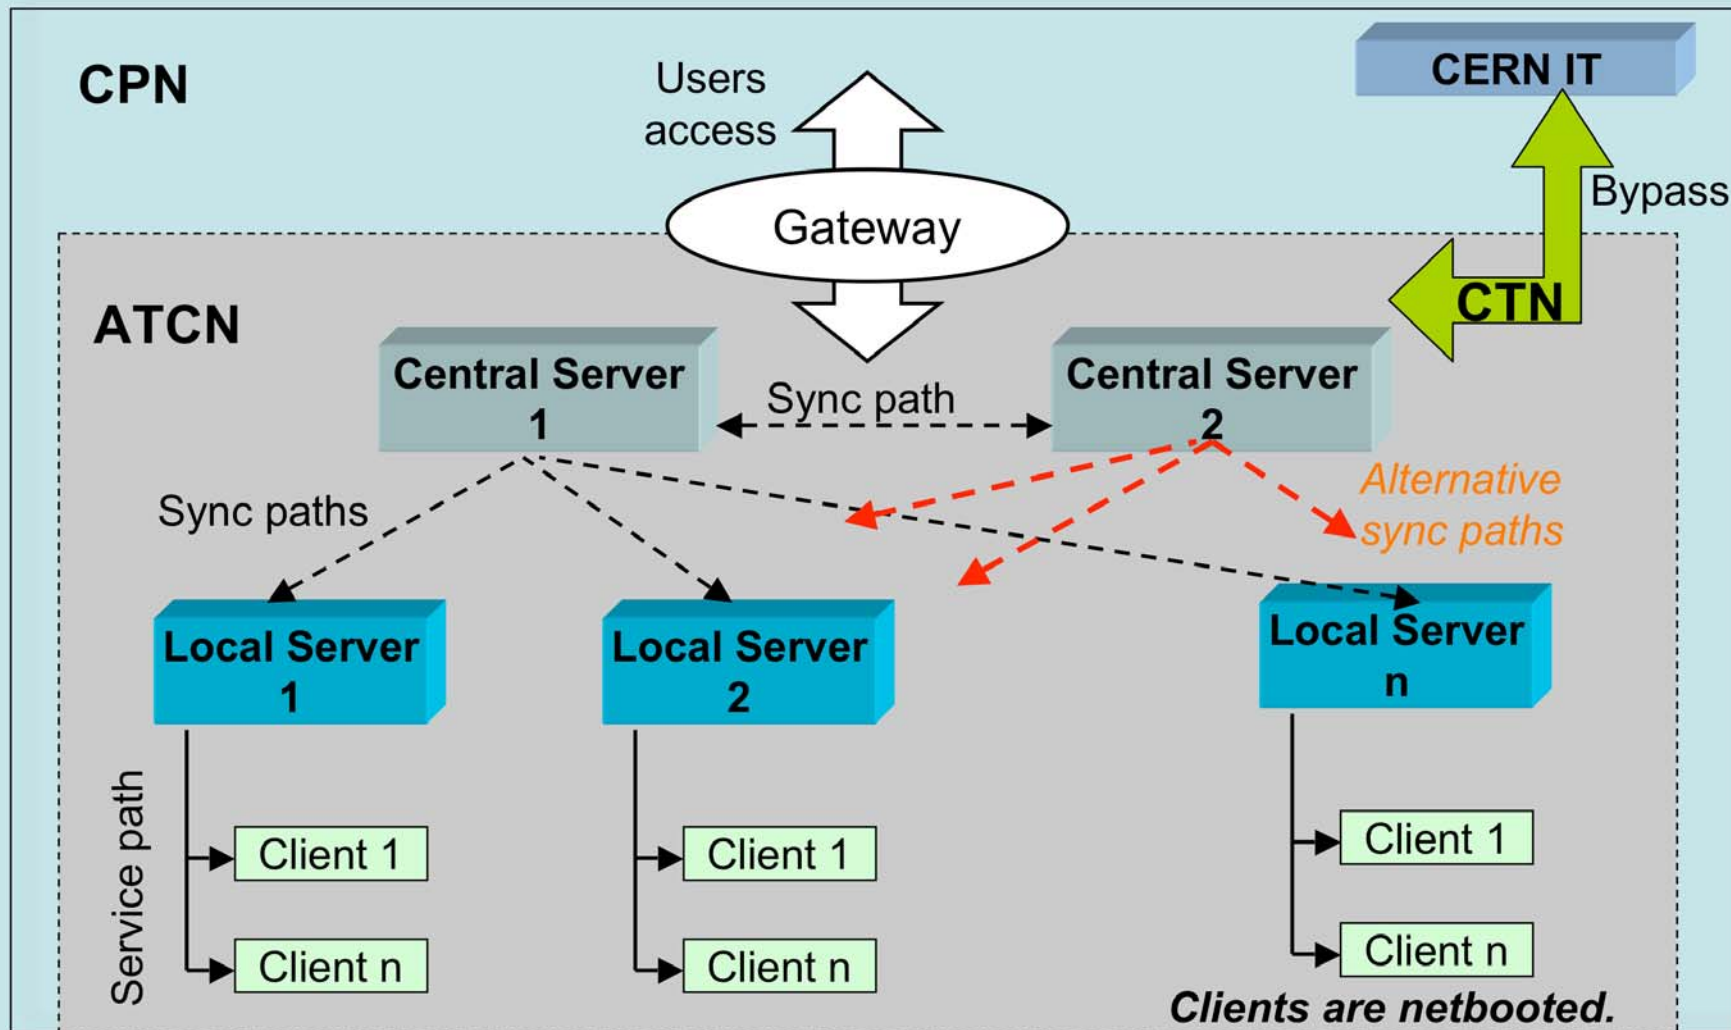 CPN
Users
access
CERN IT
Bypass
Gateway
CTN
ATCN
Central Server
1
Sync path
Central Server
2
Sync paths
Alternative
sync paths
Local Server
1
Local Server
2
Local Server
n
Service path
Client 1
Client n
Client 1
Client n
Client 1
Client n
Clients are netbooted.